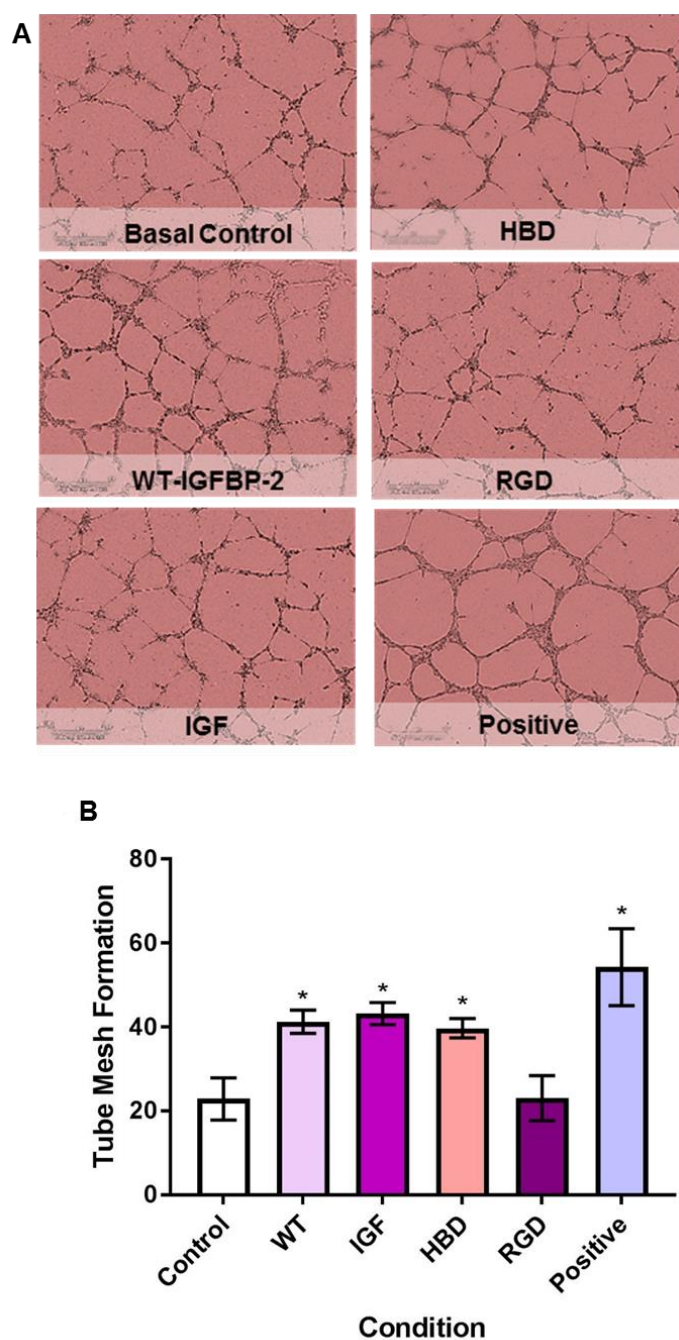 A
Basal Control
HBD
WT-IGFBP-2
RGD
IGF
Positive
B
Tube Mesh Formation
80
60
40
20
0
*
*
*
*
Control
WT
IGF
HBD
RGD
Positive
Condition